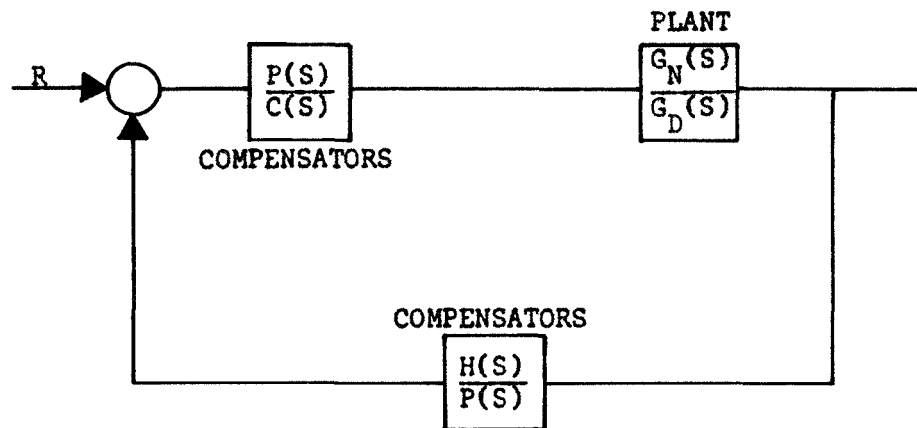 PLANT
R
P(S)
C(S)
G_N(S)
G_D(S)
COMPENSATORS
COMPENSATORS
H(S)
P(S)